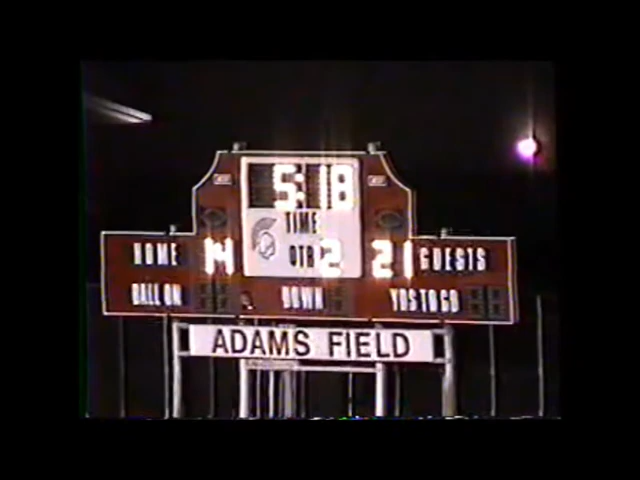 5:18
TIME
HOME 14 QTR 2 21 GUESTS
BALL ON DOWN YDS TO GO
ADAMS FIELD